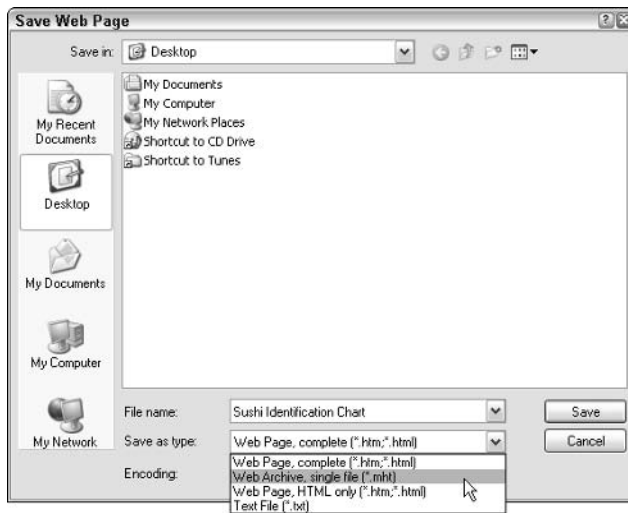 Save Web Page
Save in: Desktop
My Recent Documents
Desktop
My Documents
My Computer
My Network
My Documents
My Computer
My Network Places
Shortcut to CD Drive
Shortcut to Tunes
File name: Sushi Identification Chart Save
Save as type: Web Page, complete (*.htm;*.html) Cancel
Encoding:
Web Page, complete (*.htm;*.html)
Web Archive, single file (*.mht)
Web Page, HTML only (*.htm;*.html)
Text File (*.txt)